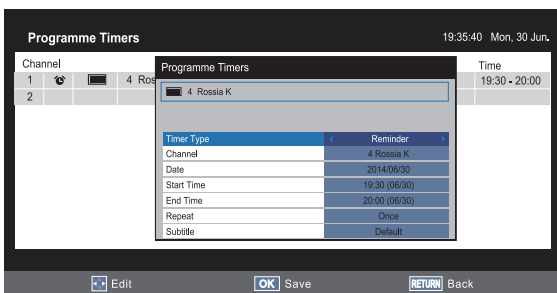 Programme Timers 19:35:40 Mon, 30 Jun.
Channel Time
1 4 Ros 19:30 - 20:00
2
Programme Timers
4 Rossia K
Timer Type Reminder
Channel 4 Rossia K
Date 2014/06/30
Start Time 19:30 (06/30)
End Time 20:00 (06/30)
Repeat Once
Subtitle Default
Edit OK Save RETURN Back